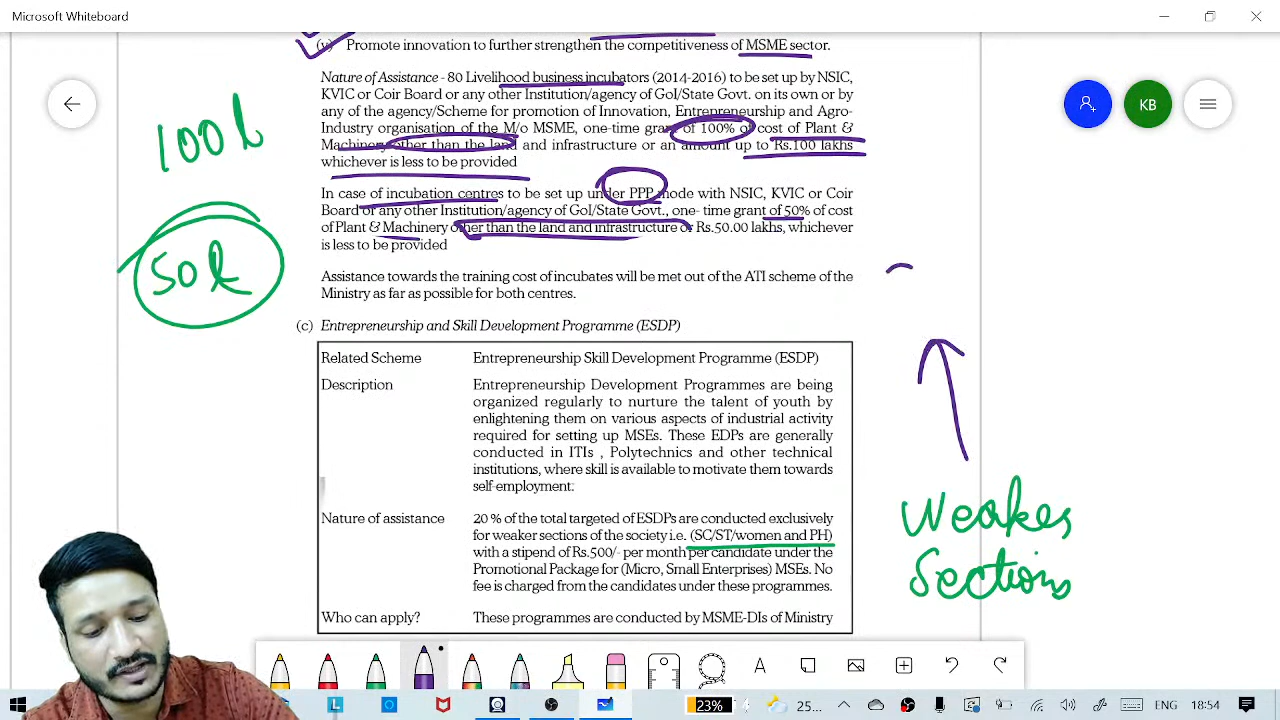 Microsoft Whiteboard
(v) Promote innovation to further strengthen the competitiveness of MSME sector.
Nature of Assistance - 80 Livelihood business incubators (2014-2016) to be set up by NSIC,
KVIC or Coir Board or any other Institution/agency of GoI/State Govt. on its own or by
any of the agency/Scheme for promotion of Innovation, Entrepreneurship and Agro-
Industry organisation of the M/o MSME, one-time grant of 100% of cost of Plant &
Machinery other than the land and infrastructure or an amount up to Rs.100 lakhs
whichever is less to be provided
In case of incubation centres to be set up under PPP mode with NSIC, KVIC or Coir
Board or any other Institution/agency of GoI/State Govt., one- time grant of 50% of cost
of Plant & Machinery other than the land and infrastructure or Rs.50.00 lakhs, whichever
is less to be provided
Assistance towards the training cost of incubates will be met out of the ATI scheme of the
Ministry as far as possible for both centres.
(c) Entrepreneurship and Skill Development Programme (ESDP)
Related Scheme Entrepreneurship Skill Development Programme (ESDP)
Description Entrepreneurship Development Programmes are being
organized regularly to nurture the talent of youth by
enlightening them on various aspects of industrial activity
required for setting up MSEs. These EDPs are generally
conducted in ITIs , Polytechnics and other technical
institutions, where skill is available to motivate them towards
self-employment.
Nature of assistance 20 % of the total targeted of ESDPs are conducted exclusively
for weaker sections of the society i.e. (SC/ST/women and PH)
with a stipend of Rs.500/- per month per candidate under the
Promotional Package for (Micro, Small Enterprises) MSEs. No
fee is charged from the candidates under these programmes.
Who can apply? These programmes are conducted by MSME-DIs of Ministry
100 L
50 L
KB
Weaker
Sections
A
23%
25...
ENG
18:54